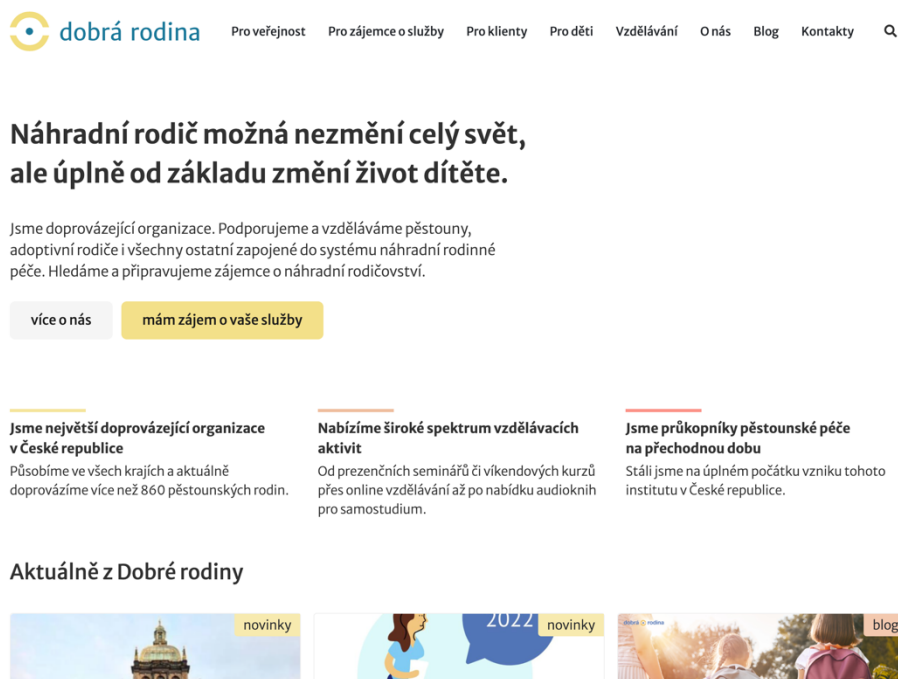 dobrá rodina
Pro veřejnost Pro zájemce o služby Pro klienty Pro děti Vzdělávání O nás Blog Kontakty
Náhradní rodič možná nezmění celý svět,
ale úplně od základu změní život dítěte.
Jsme doprovázející organizace. Podporujeme a vzděláváme pěstouny,
adoptivní rodiče i všechny ostatní zapojené do systému náhradní rodinné
péče. Hledáme a připravujeme zájemce o náhradní rodičovství.
více o nás
mám zájem o vaše služby
Jsme největší doprovázející organizace
v České republice
Působíme ve všech krajích a aktuálně
doprovázíme více než 860 pěstounských rodin.
Nabízíme široké spektrum vzdělávacích
aktivit
Od prezenčních seminářů či víkendových kurzů
přes online vzdělávání až po nabídku audioknih
pro samostudium.
Jsme průkopníky pěstounské péče
na přechodnou dobu
Stáli jsme na úplném počátku vzniku tohoto
institutu v České republice.
Aktuálně z Dobré rodiny
novinky
2022
novinky
dobrá rodina
blog